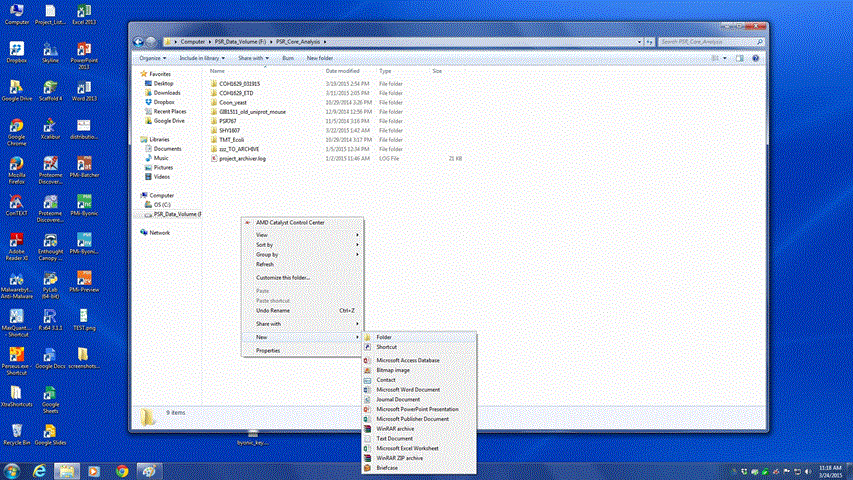 Computer
Project_List...
Excel 2013
Dropbox
Skyline
PowerPoint 2013
Google Drive
Scaffold 4
Word 2013
Google Chrome
Xcalibur
distributio...
Mozilla Firefox
Proteome Discovere...
PMi-Batcher
ConTEXT
Proteome Discovere...
PMi-Byonic
Adobe Reader XI
Enthought Canopy ...
PMi-Byoni...
Malwarebyt... Anti-Malware
PyLab (64-bit)
PMi-Preview
MaxQuant.... - Shortcut
R x64 3.1.1
TEST.png
Perseus.exe - Shortcut
Google Docs
screenshots...
XtraShortcuts
Google Sheets
Recycle Bin
Google Slides
byonic_key....
Computer PSR_Data_Volume (F:) PSR_Core_Analysis
Search PSR_Core_Analysis
Organize Include in library Share with Burn New folder
Name Date modified Type Size
Favorites
Desktop
Downloads
Dropbox
Recent Places
Google Drive
Libraries
Documents
Music
Pictures
Videos
Computer
OS (C:)
PSR_Data_Volume (F
Network
COH1629_031915 3/19/2015 2:54 PM File folder
COH1629_ETD 3/11/2015 2:05 PM File folder
Coon_yeast 10/29/2014 3:26 PM File folder
GIB1511_old_uniprot_mouse 12/9/2014 12:56 PM File folder
PSR767 11/5/2014 3:16 PM File folder
SHY1607 3/22/2015 1:42 AM File folder
TMT_Ecoli 10/29/2014 3:17 PM File folder
zzz_TO_ARCHIVE 1/5/2015 12:34 PM File folder
project_archiver.log 1/2/2015 11:46 AM LOG File 21 KB
AMD Catalyst Control Center
View
Sort by
Group by
Refresh
Customize this folder...
Paste
Paste shortcut
Undo Rename Ctrl+Z
Share with
New
Properties
Folder
Shortcut
Microsoft Access Database
Bitmap image
Contact
Microsoft Word Document
Journal Document
Microsoft PowerPoint Presentation
Microsoft Publisher Document
WinRAR archive
Text Document
Microsoft Excel Worksheet
WinRAR ZIP archive
Briefcase
9 items
11:18 AM
3/24/2015